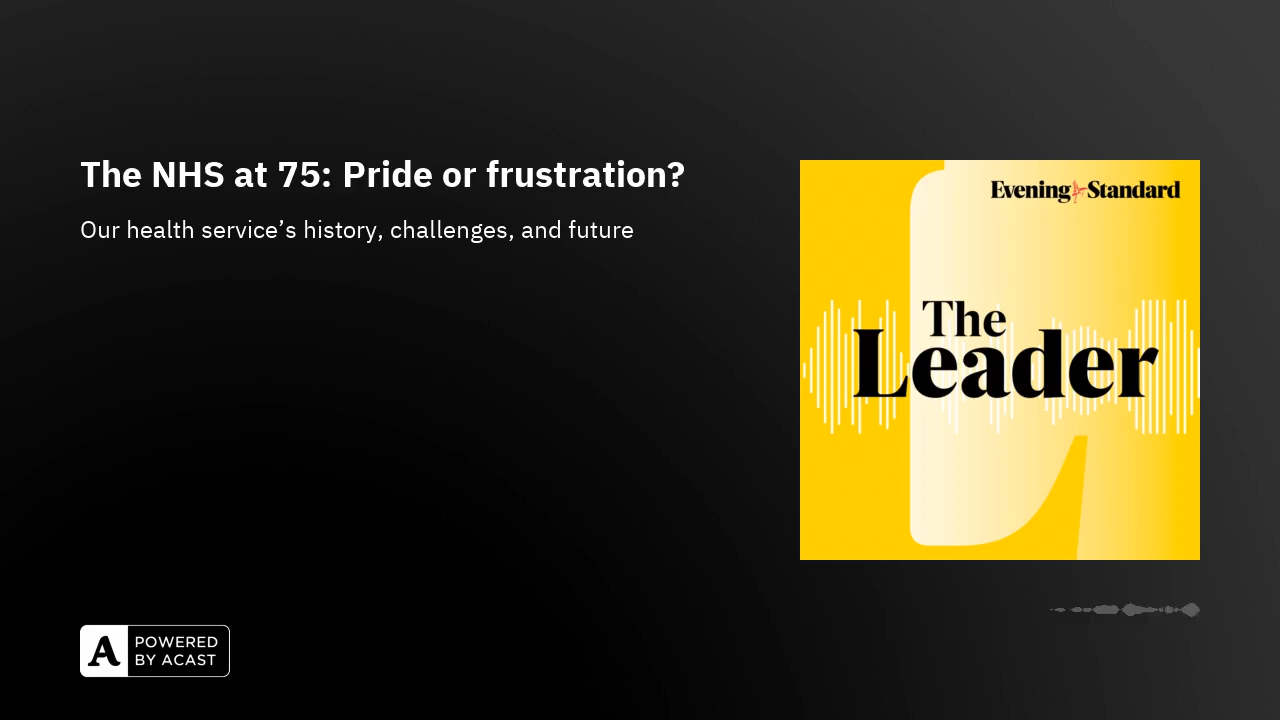 The NHS at 75: Pride or frustration?
Our health service’s history, challenges, and future
Evening Standard
The
Leader
A POWERED
BY ACAST